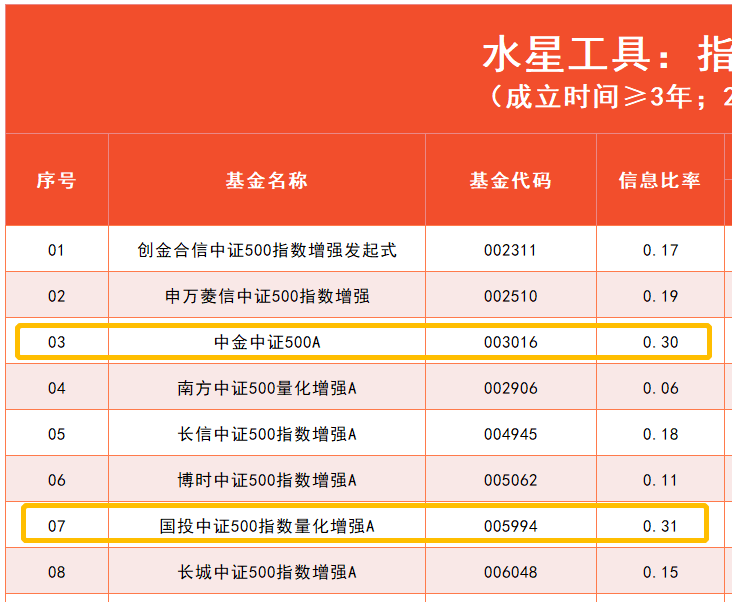 水星工具：指
（成立时间≥3年；2
序号 基金名称 基金代码 信息比率
01 创金合信中证500指数增强发起式 002311 0.17
02 申万菱信中证500指数增强 002510 0.19
03 中金中证500A 003016 0.30
04 南方中证500量化增强A 002906 0.06
05 长信中证500指数增强A 004945 0.18
06 博时中证500指数增强A 005062 0.11
07 国投中证500指数量化增强A 005994 0.31
08 长城中证500指数增强A 006048 0.15